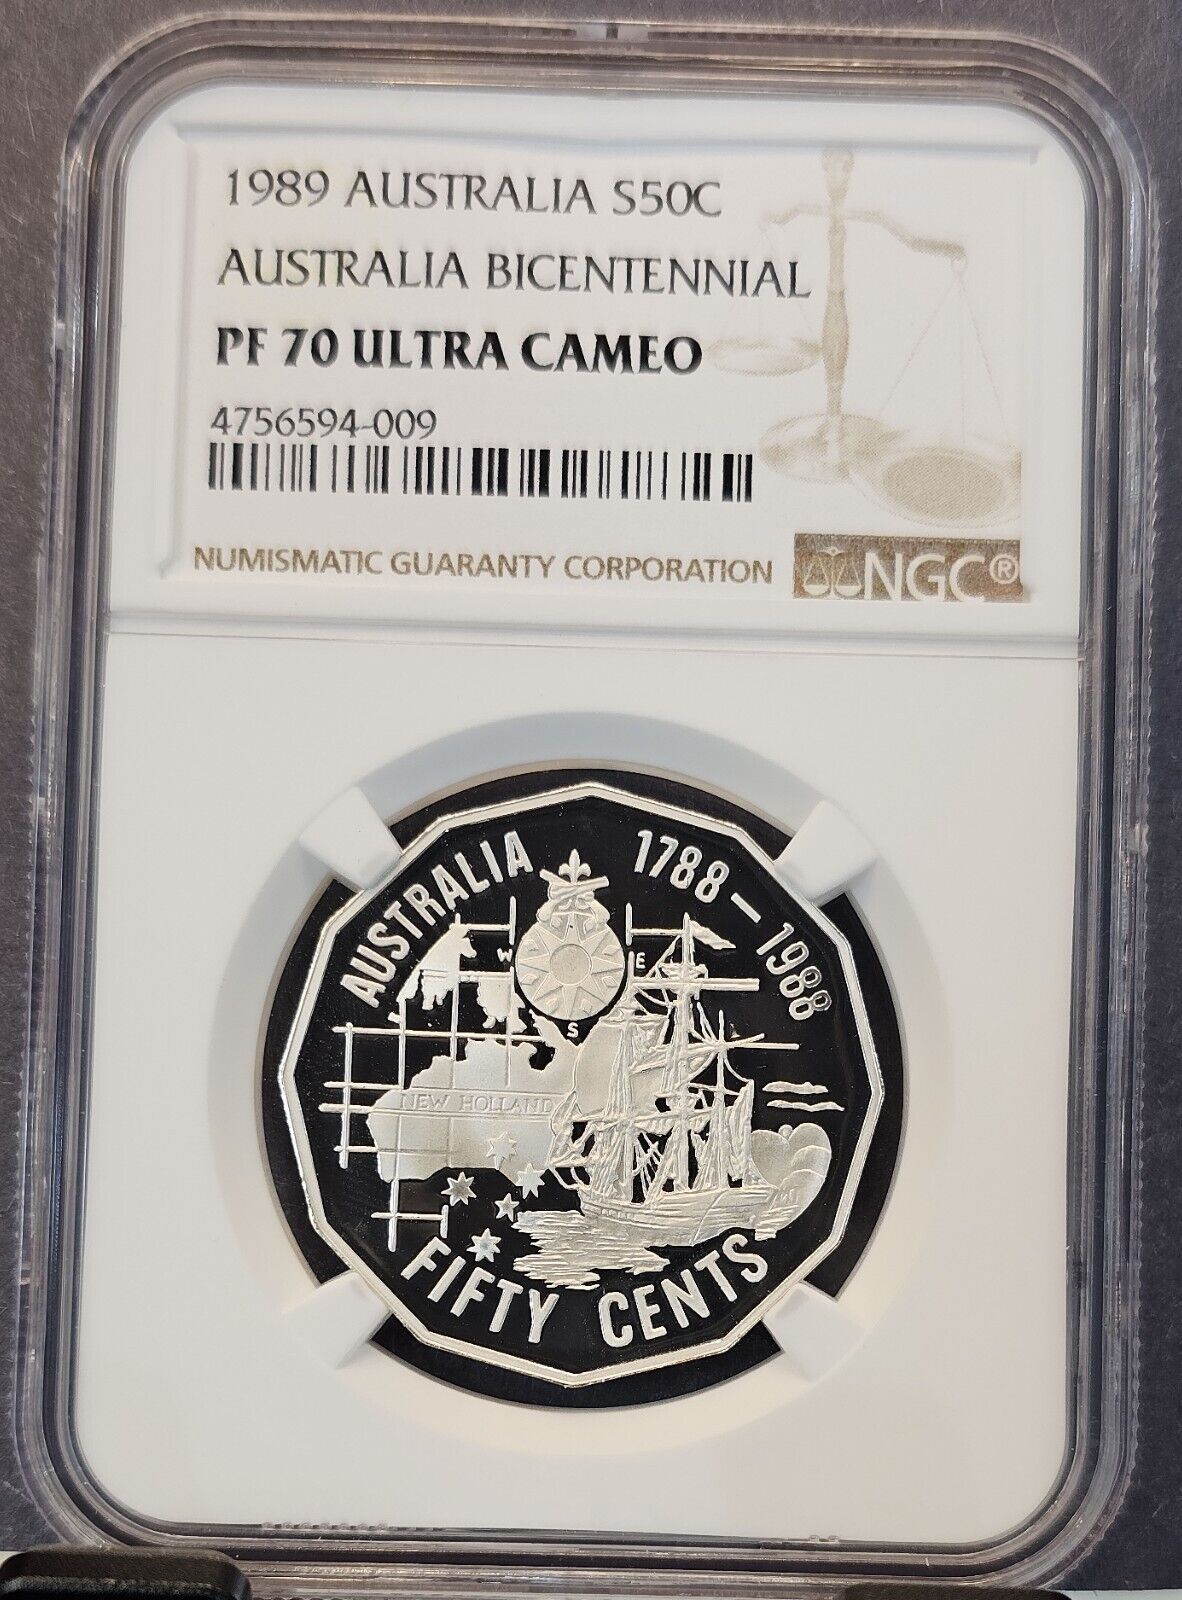 1989 AUSTRALIA S50C
AUSTRALIA BICENTENNIAL
PF 70 ULTRA CAMEO
4756594-009
NUMISMATIC GUARANTY CORPORATION
NGC®
AUSTRALIA 1788-1988
W E
S
NEW HOLLAND
FIFTY CENTS